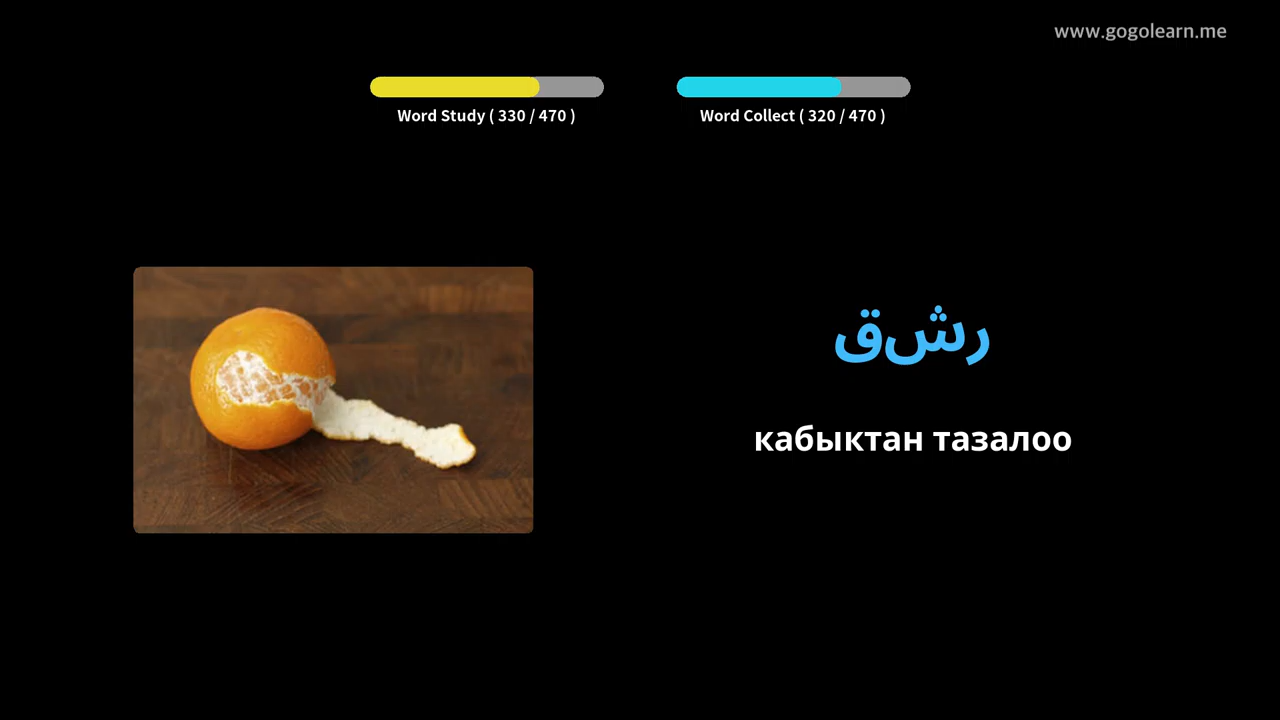 www.gogolearn.me
Word Study ( 330 / 470 )
Word Collect ( 320 / 470 )
رشق
кабыктан тазалоо